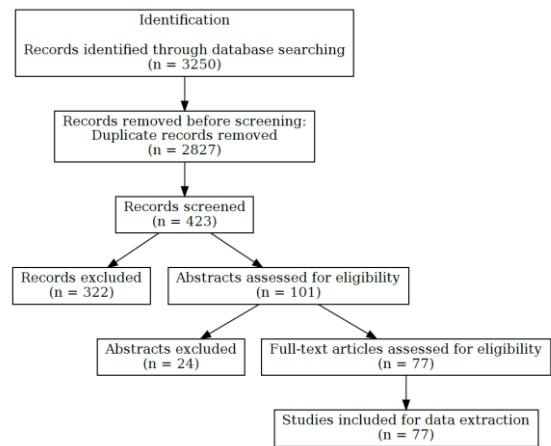 Identification
Records identified through database searching
(n = 3250)
Records removed before screening:
Duplicate records removed
(n = 2827)
Records screened
(n = 423)
Records excluded
(n = 322)
Abstracts assessed for eligibility
(n = 101)
Abstracts excluded
(n = 24)
Full-text articles assessed for eligibility
(n = 77)
Studies included for data extraction
(n = 77)